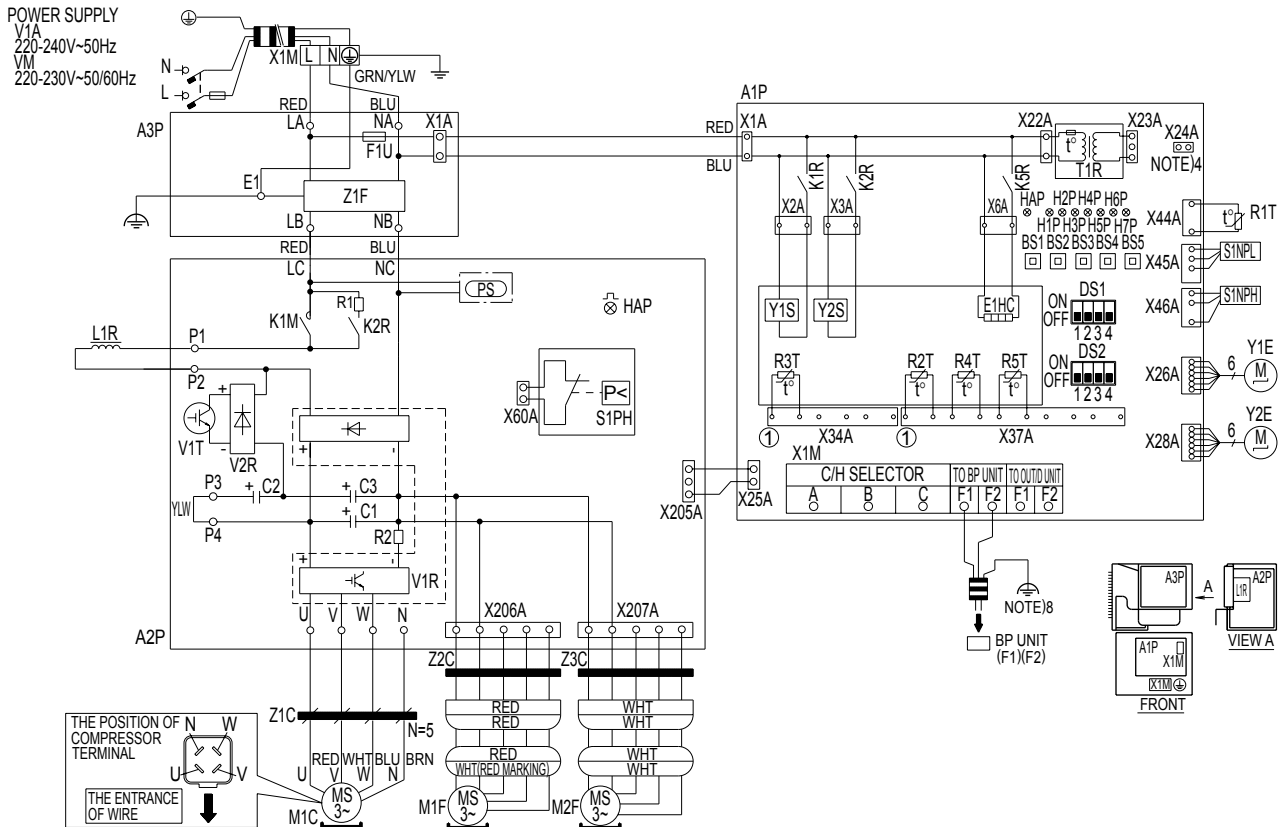 POWER SUPPLY
V1A
220-240V~50Hz
VM
220-230V~50/60Hz
N
L
X1M
L N
GRN/YLW
RED BLU
A3P
LA NA X1A
F1U
E1
Z1F
LB NB
RED BLU
LC NC
PS
R1
HAP
K1M K2R
L1R
P1
P2
X60A
P<
S1PH
V1T
+
-
V2R
+ -
P3
+ C2
+ C3
YLW
P4
+ C1
R2
+ -
V1R
X205A
X25A
U V W N
X206A X207A
A2P
Z2C Z3C
Z1C
N=5
RED WHT BLU BRN
U V W N
RED
RED
RED
WHT(RED MARKING)
WHT
WHT
WHT
WHT
THE POSITION OF
COMPRESSOR
TERMINAL
N W
U V
THE ENTRANCE
OF WIRE
M1C
MS
3~
M1F
MS
3~
M2F
MS
3~
A1P
RED
BLU
X1A
K1R
K2R
K5R
X2A X3A X6A
X22A X23A
t°
T1R
X24A
NOTE)4
HAP H2P H4P H6P
H1P H3P H5P H7P
BS1 BS2 BS3 BS4 BS5
X44A
t° R1T
X45A
S1NPL
X46A
S1NPH
Y1S Y2S E1HC
DS1
ON
OFF
1 2 3 4
DS2
ON
OFF
1 2 3 4
X26A
6
Y1E
M
X28A
6
Y2E
M
R3T
t°
R2T R4T R5T
t° t° t°
1 X34A
1 X37A
X1M
C/H SELECTOR TO BP UNIT TO OUT/D UNIT
A B C F1 F2 F1 F2
NOTE)8
BP UNIT
(F1)(F2)
A3P
A
L1R
A2P
VIEW A
A1P
X1M
X1M
FRONT